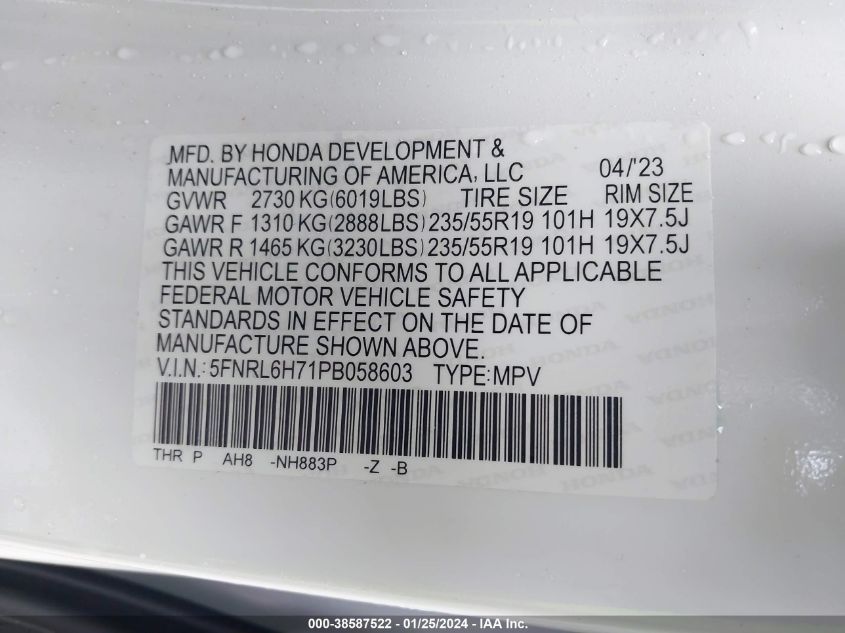 MFD. BY HONDA DEVELOPMENT &
MANUFACTURING OF AMERICA, LLC 04/'23
GVWR 2730 KG(6019LBS) TIRE SIZE RIM SIZE
GAWR F 1310 KG(2888LBS) 235/55R19 101H 19X7.5J
GAWR R 1465 KG(3230LBS) 235/55R19 101H 19X7.5J
THIS VEHICLE CONFORMS TO ALL APPLICABLE
FEDERAL MOTOR VEHICLE SAFETY
STANDARDS IN EFFECT ON THE DATE OF
MANUFACTURE SHOWN ABOVE.
V.I.N.: 5FNRL6H71PB058603 TYPE:MPV
THR P AH8 -NH883P -Z -B
000-38587522 - 01/25/2024 - IAA Inc.